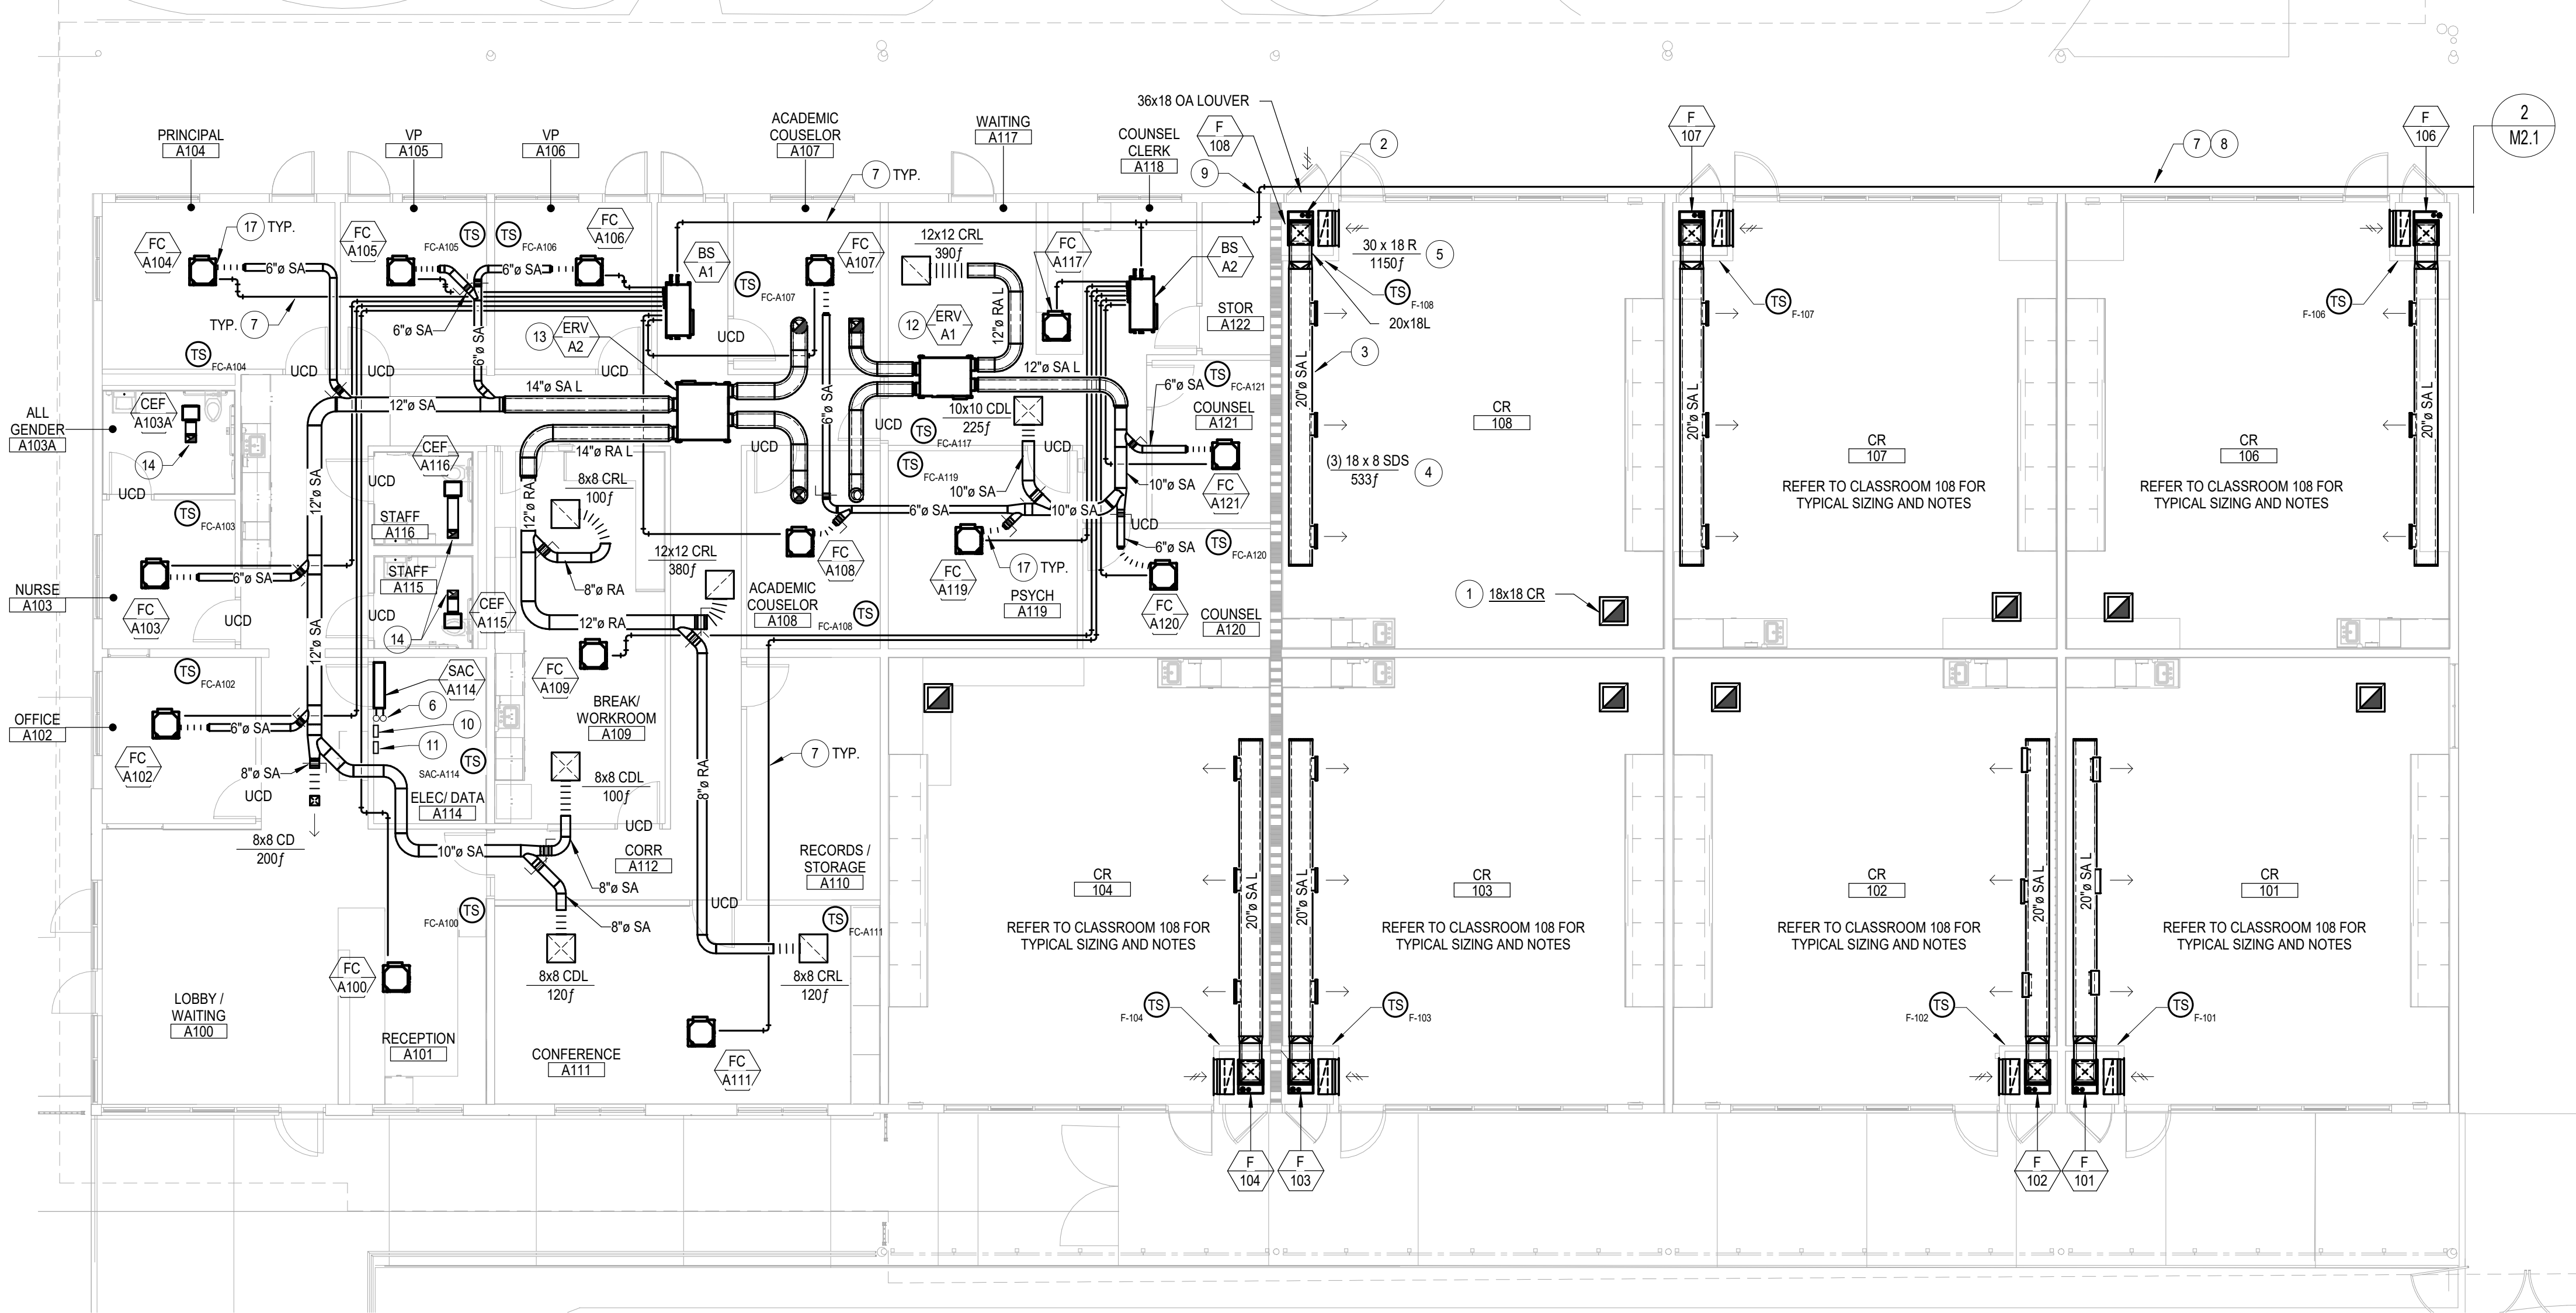 36x18 OA LOUVER
F
108
2
F
107
F
106
2
M2.1
7
8
PRINCIPAL
A104
VP
A105
VP
A106
ACADEMIC
COUSELOR
A107
WAITING
A117
COUNSEL
CLERK
A118
7 TYP.
9
17 TYP.
FC
A104
FC
A105
TS
FC-A105
TS
FC-A106
FC
A106
BS
A1
FC
A107
12x12 CRL
390ƒ
FC
A117
BS
A2
30 x 18 R
1150ƒ
5
6"ø SA
6"ø SA
TS
FC-A107
12"ø RA L
TS
F-108
20x18L
TS
F-107
TS
F-106
STOR
A122
TYP. 7
6"ø SA
6"ø SA
13
ERV
A2
UCD
12
ERV
A1
3
TS
FC-A104
UCD
UCD
UCD
12"ø SA L
TS
FC-A121
6"ø SA
14"ø SA L
12"ø SA
6"ø SA
10x10 CDL
225ƒ
COUNSEL
A121
20"ø SA L
20"ø SA L
20"ø SA L
ALL
GENDER
A103A
CEF
A103A
14
CEF
A116
14"ø RA L
UCD
UCD
TS
FC-A117
UCD
CR
108
CR
107
CR
106
REFER TO CLASSROOM 108 FOR
TYPICAL SIZING AND NOTES
REFER TO CLASSROOM 108 FOR
TYPICAL SIZING AND NOTES
UCD
UCD
8x8 CRL
100ƒ
TS
FC-A119
10"ø SA
10"ø SA
FC
A121
(3) 18 x 8 SDS
533ƒ
4
12"ø SA
TS
FC-A103
STAFF
A116
12"ø RA
6"ø SA
10"ø SA
UCD
6"ø SA
TS
FC-A120
12x12 CRL
380ƒ
FC
A108
FC
A119
17 TYP.
6"ø SA
STAFF
A115
8"ø RA
PSYCH
A119
FC
A120
COUNSEL
A120
1
18x18 CR
NURSE
A103
FC
A103
UCD
UCD
CEF
A115
14
12"ø RA
ACADEMIC
COUSELOR
A108
TS
FC-A108
12"ø SA
TS
FC-A102
SAC
A114
FC
A109
6
10
11
BREAK/
WORKROOM
A109
OFFICE
A102
6"ø SA
FC
A102
8"ø SA
UCD
TS
SAC-A114
8x8 CDL
100ƒ
8"ø RA
7 TYP.
ELEC/ DATA
A114
UCD
8x8 CD
200ƒ
10"ø SA
CORR
A112
RECORDS /
STORAGE
A110
8"ø SA
UCD
8"ø SA
TS
FC-A100
TS
FC-A111
CR
104
CR
103
CR
102
CR
101
20"ø SA L
20"ø SA L
20"ø SA L
20"ø SA L
REFER TO CLASSROOM 108 FOR
TYPICAL SIZING AND NOTES
REFER TO CLASSROOM 108 FOR
TYPICAL SIZING AND NOTES
REFER TO CLASSROOM 108 FOR
TYPICAL SIZING AND NOTES
REFER TO CLASSROOM 108 FOR
TYPICAL SIZING AND NOTES
FC
A100
8x8 CDL
120ƒ
8x8 CRL
120ƒ
LOBBY /
WAITING
A100
RECEPTION
A101
CONFERENCE
A111
FC
A111
TS
F-104
TS
F-103
TS
F-102
TS
F-101
F
104
F
103
F
102
F
101